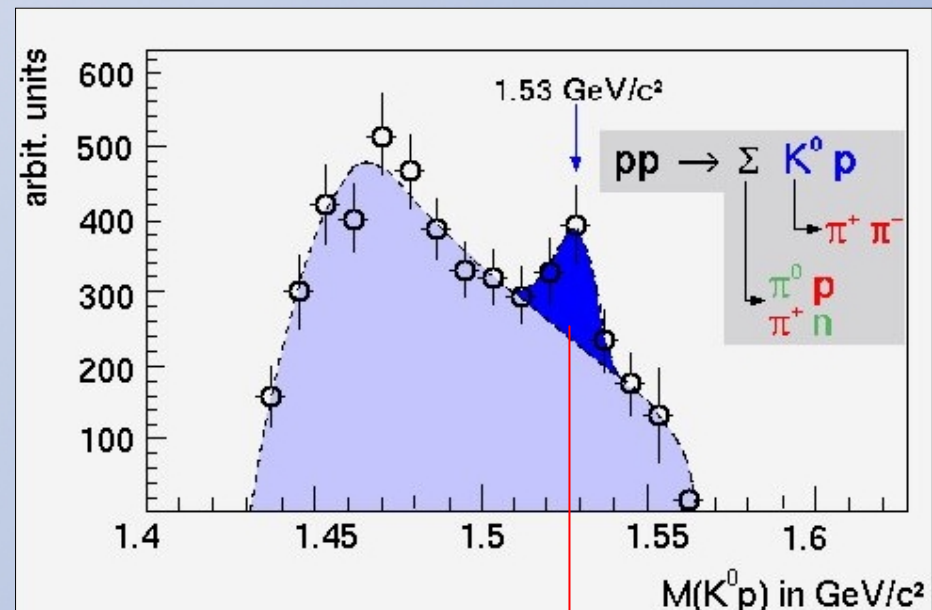 arbit. units
600
500
400
300
200
100
1.53 GeV/c²
pp → Σ K⁰ p
π⁺ π⁻
π⁰ p
π⁺ n
1.4 1.45 1.5 1.55 1.6
M(K⁰p) in GeV/c²